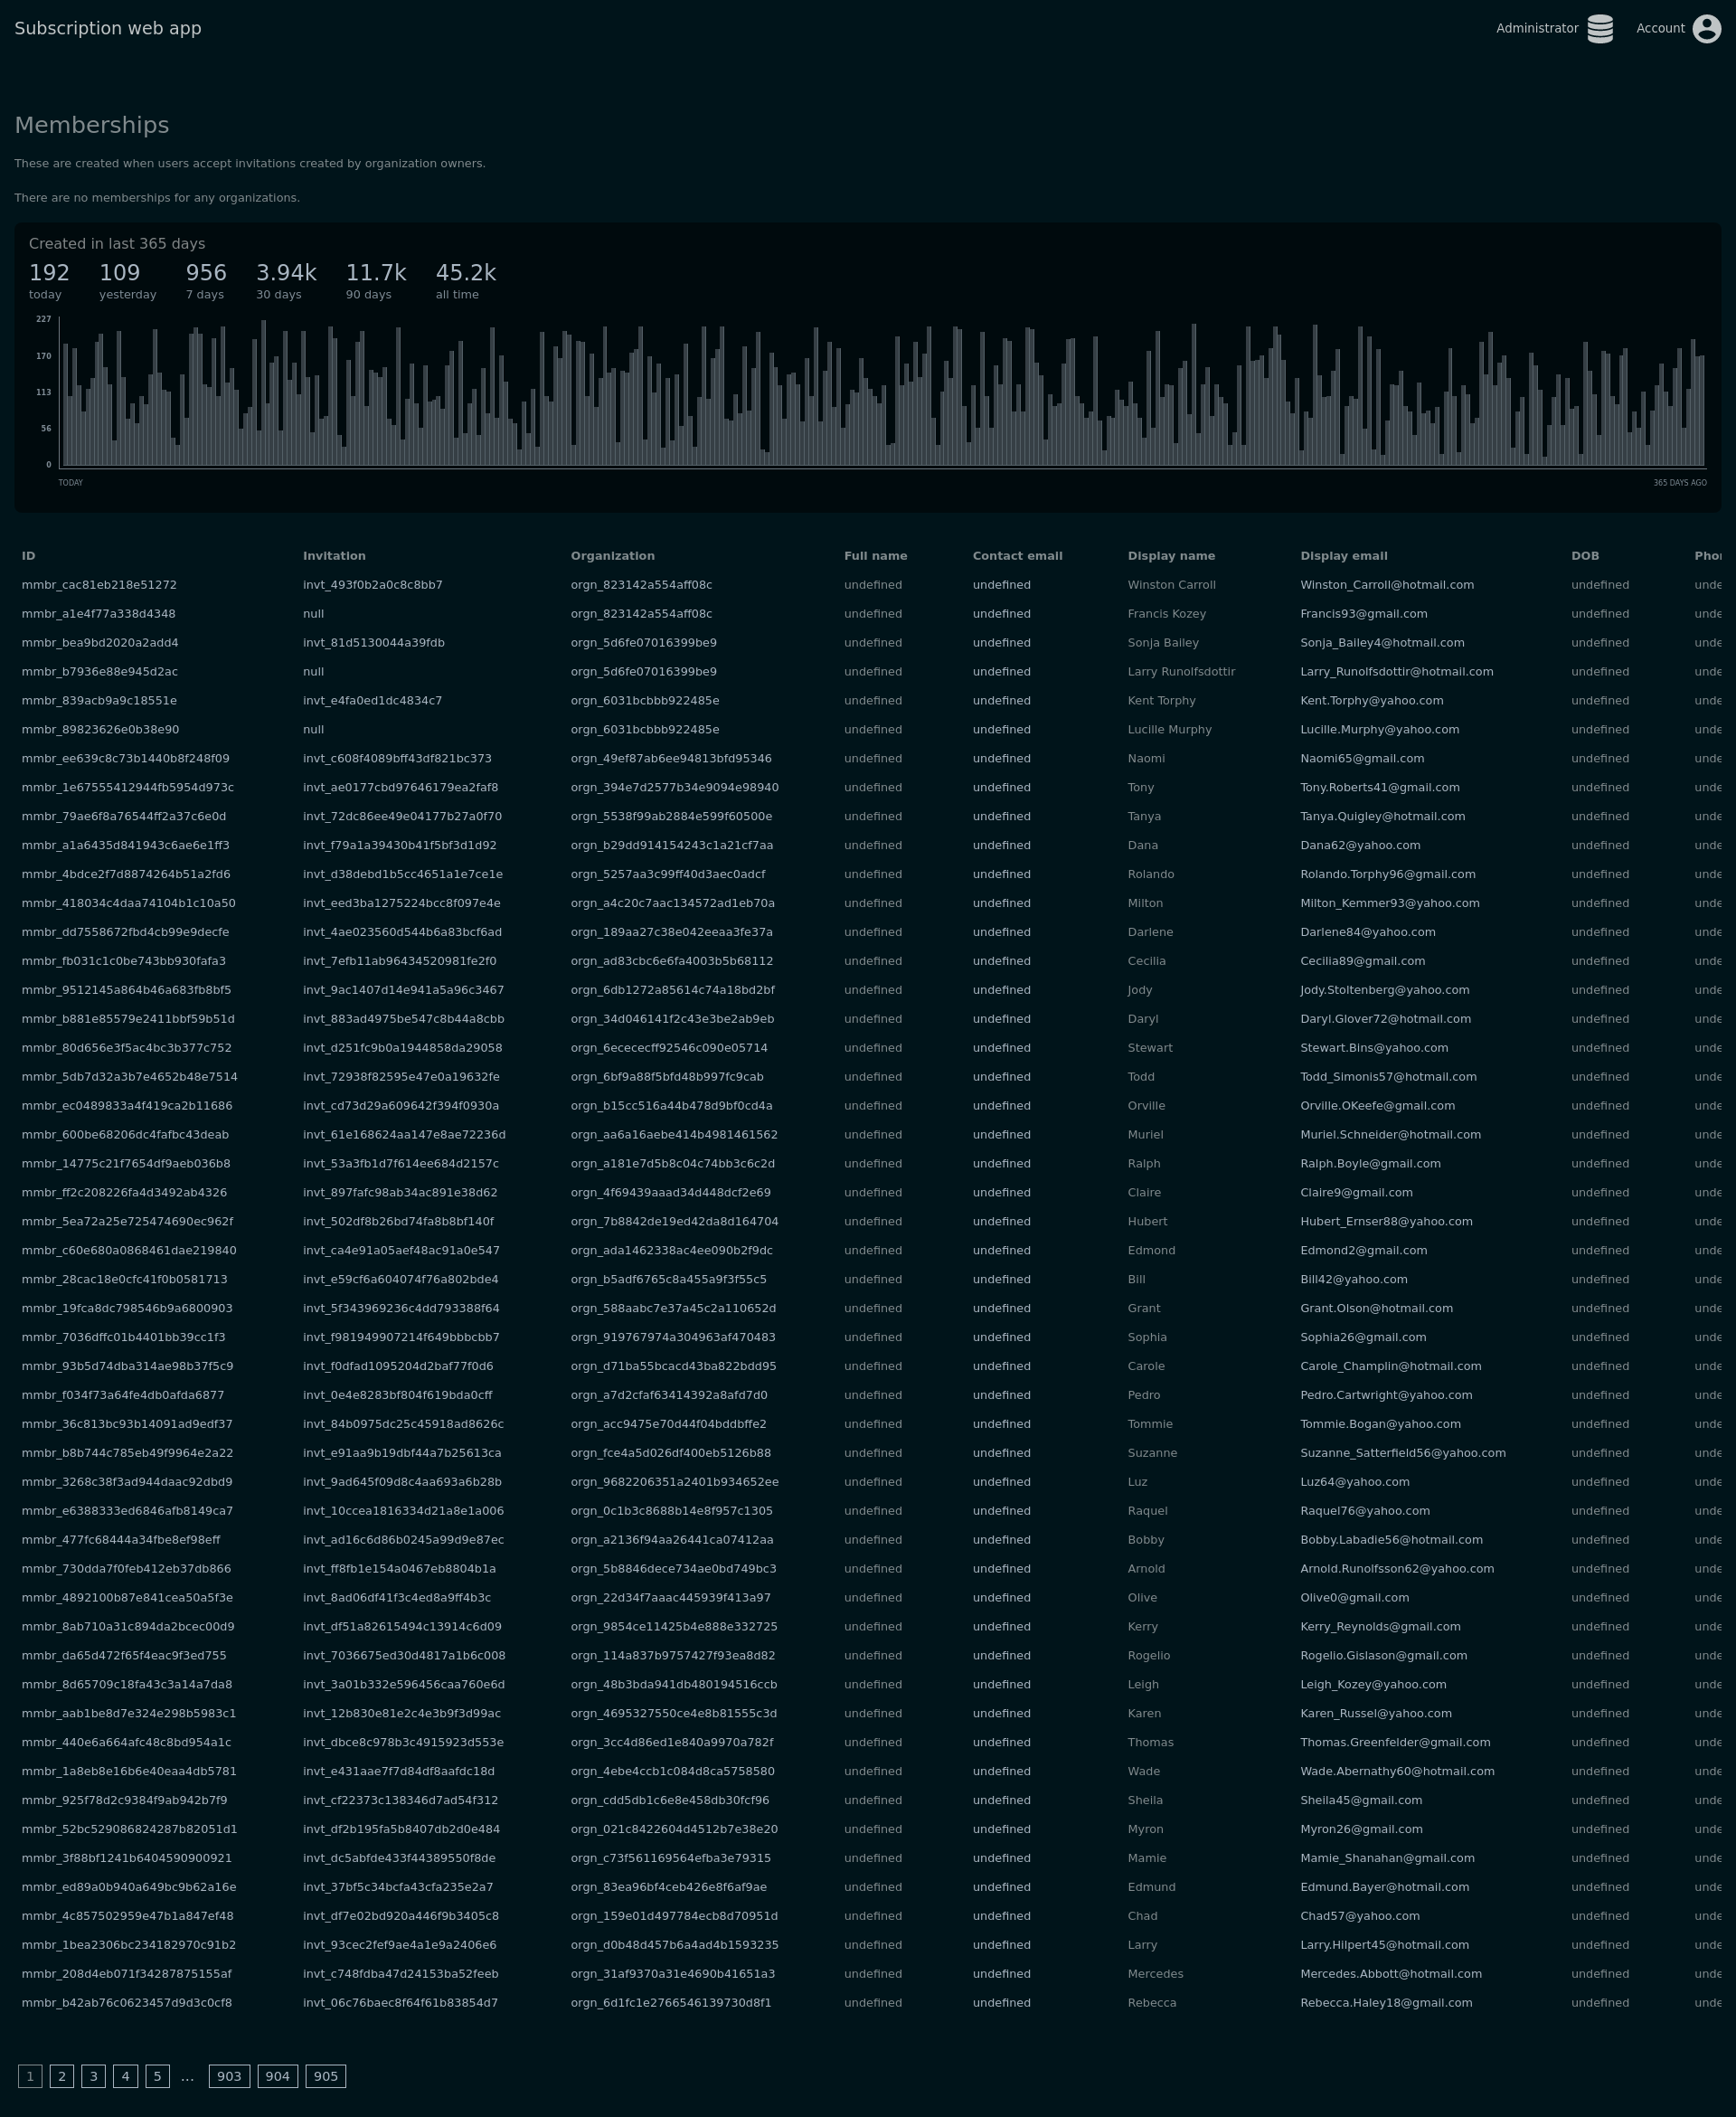 Subscription web app Administrator Account
Memberships
These are created when users accept invitations created by organization owners.
There are no memberships for any organizations.
Created in last 365 days
192 109 956 3.94k 11.7k 45.2k
today yesterday 7 days 30 days 90 days all time
227
170
113
56
0
TODAY 365 DAYS AGO
ID Invitation Organization Full name Contact email Display name Display email DOB Phon
mmbr_cac81eb218e51272 invt_493f0b2a0c8c8bb7 orgn_823142a554aff08c undefined undefined Winston Carroll Winston_Carroll@hotmail.com undefined unde
mmbr_a1e4f77a338d4348 null orgn_823142a554aff08c undefined undefined Francis Kozey Francis93@gmail.com undefined unde
mmbr_bea9bd2020a2add4 invt_81d5130044a39fdb orgn_5d6fe07016399be9 undefined undefined Sonja Bailey Sonja_Bailey4@hotmail.com undefined unde
mmbr_b7936e88e945d2ac null orgn_5d6fe07016399be9 undefined undefined Larry Runolfsdottir Larry_Runolfsdottir@hotmail.com undefined unde
mmbr_839acb9a9c18551e invt_e4fa0ed1dc4834c7 orgn_6031bcbbb922485e undefined undefined Kent Torphy Kent.Torphy@yahoo.com undefined unde
mmbr_89823626e0b38e90 null orgn_6031bcbbb922485e undefined undefined Lucille Murphy Lucille.Murphy@yahoo.com undefined unde
mmbr_ee639c8c73b1440b8f248f09 invt_c608f4089bff43df821bc373 orgn_49ef87ab6ee94813bfd95346 undefined undefined Naomi Naomi65@gmail.com undefined unde
mmbr_1e67555412944fb5954d973c invt_ae0177cbd97646179ea2faf8 orgn_394e7d2577b34e9094e98940 undefined undefined Tony Tony.Roberts41@gmail.com undefined unde
mmbr_79ae6f8a76544ff2a37c6e0d invt_72dc86ee49e04177b27a0f70 orgn_5538f99ab2884e599f60500e undefined undefined Tanya Tanya.Quigley@hotmail.com undefined unde
mmbr_a1a6435d841943c6ae6e1ff3 invt_f79a1a39430b41f5bf3d1d92 orgn_b29dd914154243c1a21cf7aa undefined undefined Dana Dana62@yahoo.com undefined unde
mmbr_4bdce2f7d8874264b51a2fd6 invt_d38debd1b5cc4651a1e7ce1e orgn_5257aa3c99ff40d3aec0adcf undefined undefined Rolando Rolando.Torphy96@gmail.com undefined unde
mmbr_418034c4daa74104b1c10a50 invt_eed3ba1275224bcc8f097e4e orgn_a4c20c7aac134572ad1eb70a undefined undefined Milton Milton_Kemmer93@yahoo.com undefined unde
mmbr_dd7558672fbd4cb99e9decfe invt_4ae023560d544b6a83bcf6ad orgn_189aa27c38e042eeaa3fe37a undefined undefined Darlene Darlene84@yahoo.com undefined unde
mmbr_fb031c1c0be743bb930fafa3 invt_7efb11ab96434520981fe2f0 orgn_ad83cbc6e6fa4003b5b68112 undefined undefined Cecilia Cecilia89@gmail.com undefined unde
mmbr_9512145a864b46a683fb8bf5 invt_9ac1407d14e941a5a96c3467 orgn_6db1272a85614c74a18bd2bf undefined undefined Jody Jody.Stoltenberg@yahoo.com undefined unde
mmbr_b881e85579e2411bbf59b51d invt_883ad4975be547c8b44a8cbb orgn_34d046141f2c43e3be2ab9eb undefined undefined Daryl Daryl.Glover72@hotmail.com undefined unde
mmbr_80d656e3f5ac4bc3b377c752 invt_d251fc9b0a1944858da29058 orgn_6ecececff92546c090e05714 undefined undefined Stewart Stewart.Bins@yahoo.com undefined unde
mmbr_5db7d32a3b7e4652b48e7514 invt_72938f82595e47e0a19632fe orgn_6bf9a88f5bfd48b997fc9cab undefined undefined Todd Todd_Simonis57@hotmail.com undefined unde
mmbr_ec0489833a4f419ca2b11686 invt_cd73d29a609642f394f0930a orgn_b15cc516a44b478d9bf0cd4a undefined undefined Orville Orville.OKeefe@gmail.com undefined unde
mmbr_600be68206dc4fafbc43deab invt_61e168624aa147e8ae72236d orgn_aa6a16aebe414b4981461562 undefined undefined Muriel Muriel.Schneider@hotmail.com undefined unde
mmbr_14775c21f7654df9aeb036b8 invt_53a3fb1d7f614ee684d2157c orgn_a181e7d5b8c04c74bb3c6c2d undefined undefined Ralph Ralph.Boyle@gmail.com undefined unde
mmbr_ff2c208226fa4d3492ab4326 invt_897fafc98ab34ac891e38d62 orgn_4f69439aaad34d448dcf2e69 undefined undefined Claire Claire9@gmail.com undefined unde
mmbr_5ea72a25e725474690ec962f invt_502df8b26bd74fa8b8bf140f orgn_7b8842de19ed42da8d164704 undefined undefined Hubert Hubert_Ernser88@yahoo.com undefined unde
mmbr_c60e680a0868461dae219840 invt_ca4e91a05aef48ac91a0e547 orgn_ada1462338ac4ee090b2f9dc undefined undefined Edmond Edmond2@gmail.com undefined unde
mmbr_28cac18e0cfc41f0b0581713 invt_e59cf6a604074f76a802bde4 orgn_b5adf6765c8a455a9f3f55c5 undefined undefined Bill Bill42@yahoo.com undefined unde
mmbr_19fca8dc798546b9a6800903 invt_5f343969236c4dd793388f64 orgn_588aabc7e37a45c2a110652d undefined undefined Grant Grant.Olson@hotmail.com undefined unde
mmbr_7036dffc01b4401bb39cc1f3 invt_f981949907214f649bbbcbb7 orgn_919767974a304963af470483 undefined undefined Sophia Sophia26@gmail.com undefined unde
mmbr_93b5d74dba314ae98b37f5c9 invt_f0dfad1095204d2baf77f0d6 orgn_d71ba55bcacd43ba822bdd95 undefined undefined Carole Carole_Champlin@hotmail.com undefined unde
mmbr_f034f73a64fe4db0afda6877 invt_0e4e8283bf804f619bda0cff orgn_a7d2cfaf63414392a8afd7d0 undefined undefined Pedro Pedro.Cartwright@yahoo.com undefined unde
mmbr_36c813bc93b14091ad9edf37 invt_84b0975dc25c45918ad8626c orgn_acc9475e70d44f04bddbffe2 undefined undefined Tommie Tommie.Bogan@yahoo.com undefined unde
mmbr_b8b744c785eb49f9964e2a22 invt_e91aa9b19dbf44a7b25613ca orgn_fce4a5d026df400eb5126b88 undefined undefined Suzanne Suzanne_Satterfield56@yahoo.com undefined unde
mmbr_3268c38f3ad944daac92dbd9 invt_9ad645f09d8c4aa693a6b28b orgn_9682206351a2401b934652ee undefined undefined Luz Luz64@yahoo.com undefined unde
mmbr_e6388333ed6846afb8149ca7 invt_10ccea1816334d21a8e1a006 orgn_0c1b3c8688b14e8f957c1305 undefined undefined Raquel Raquel76@yahoo.com undefined unde
mmbr_477fc68444a34fbe8ef98eff invt_ad16c6d86b0245a99d9e87ec orgn_a2136f94aa26441ca07412aa undefined undefined Bobby Bobby.Labadie56@hotmail.com undefined unde
mmbr_730dda7f0feb412eb37db866 invt_ff8fb1e154a0467eb8804b1a orgn_5b8846dece734ae0bd749bc3 undefined undefined Arnold Arnold.Runolfsson62@yahoo.com undefined unde
mmbr_4892100b87e841cea50a5f3e invt_8ad06df41f3c4ed8a9ff4b3c orgn_22d34f7aaac445939f413a97 undefined undefined Olive Olive0@gmail.com undefined unde
mmbr_8ab710a31c894da2bcec00d9 invt_df51a82615494c13914c6d09 orgn_9854ce11425b4e888e332725 undefined undefined Kerry Kerry_Reynolds@gmail.com undefined unde
mmbr_da65d472f65f4eac9f3ed755 invt_7036675ed30d4817a1b6c008 orgn_114a837b9757427f93ea8d82 undefined undefined Rogelio Rogelio.Gislason@gmail.com undefined unde
mmbr_8d65709c18fa43c3a14a7da8 invt_3a01b332e596456caa760e6d orgn_48b3bda941db480194516ccb undefined undefined Leigh Leigh_Kozey@yahoo.com undefined unde
mmbr_aab1be8d7e324e298b5983c1 invt_12b830e81e2c4e3b9f3d99ac orgn_4695327550ce4e8b81555c3d undefined undefined Karen Karen_Russel@yahoo.com undefined unde
mmbr_440e6a664afc48c8bd954a1c invt_dbce8c978b3c4915923d553e orgn_3cc4d86ed1e840a9970a782f undefined undefined Thomas Thomas.Greenfelder@gmail.com undefined unde
mmbr_1a8eb8e16b6e40eaa4db5781 invt_e431aae7f7d84df8aafdc18d orgn_4ebe4ccb1c084d8ca5758580 undefined undefined Wade Wade.Abernathy60@hotmail.com undefined unde
mmbr_925f78d2c9384f9ab942b7f9 invt_cf22373c138346d7ad54f312 orgn_cdd5db1c6e8e458db30fcf96 undefined undefined Sheila Sheila45@gmail.com undefined unde
mmbr_52bc529086824287b82051d1 invt_df2b195fa5b8407db2d0e484 orgn_021c8422604d4512b7e38e20 undefined undefined Myron Myron26@gmail.com undefined unde
mmbr_3f88bf1241b6404590900921 invt_dc5abfde433f44389550f8de orgn_c73f561169564efba3e79315 undefined undefined Mamie Mamie_Shanahan@gmail.com undefined unde
mmbr_ed89a0b940a649bc9b62a16e invt_37bf5c34bcfa43cfa235e2a7 orgn_83ea96bf4ceb426e8f6af9ae undefined undefined Edmund Edmund.Bayer@hotmail.com undefined unde
mmbr_4c857502959e47b1a847ef48 invt_df7e02bd920a446f9b3405c8 orgn_159e01d497784ecb8d70951d undefined undefined Chad Chad57@yahoo.com undefined unde
mmbr_1bea2306bc234182970c91b2 invt_93cec2fef9ae4a1e9a2406e6 orgn_d0b48d457b6a4ad4b1593235 undefined undefined Larry Larry.Hilpert45@hotmail.com undefined unde
mmbr_208d4eb071f34287875155af invt_c748fdba47d24153ba52feeb orgn_31af9370a31e4690b41651a3 undefined undefined Mercedes Mercedes.Abbott@hotmail.com undefined unde
mmbr_b42ab76c0623457d9d3c0cf8 invt_06c76baec8f64f61b83854d7 orgn_6d1fc1e2766546139730d8f1 undefined undefined Rebecca Rebecca.Haley18@gmail.com undefined unde
1 2 3 4 5 ... 903 904 905